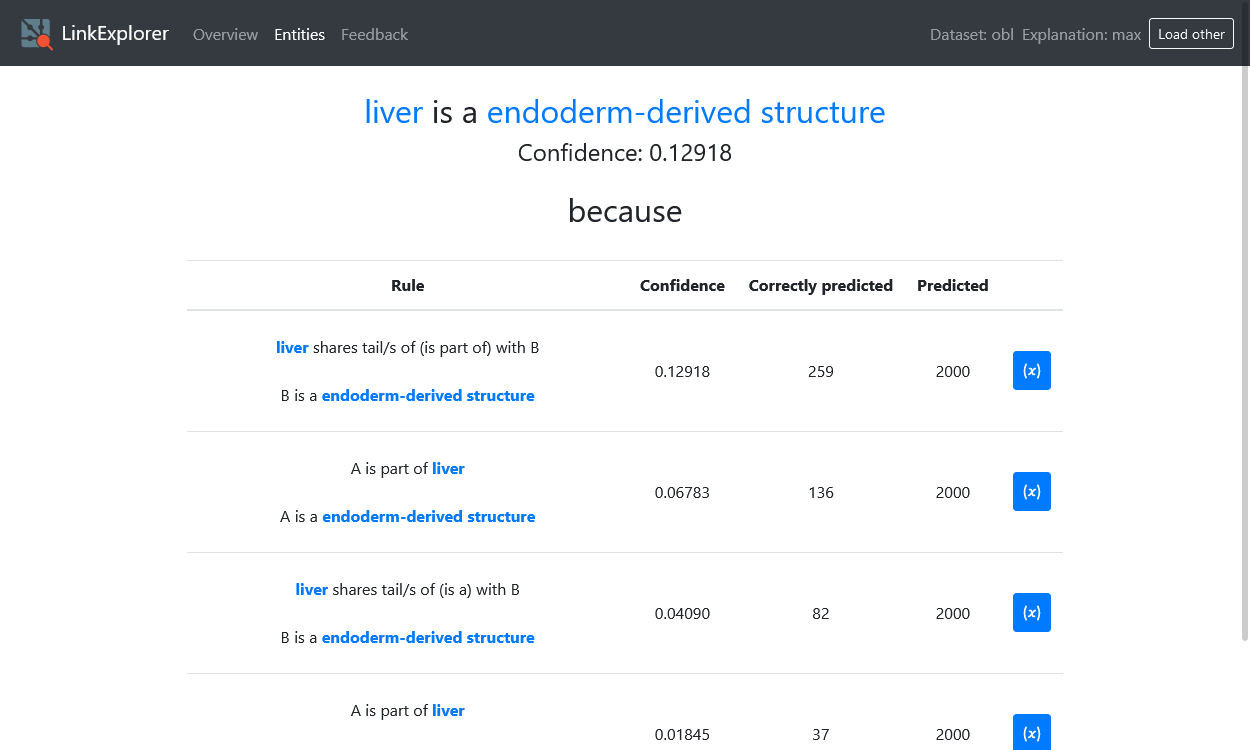 LinkExplorer Overview Entities Feedback Dataset: obl Explanation: max Load other
liver is a endoderm-derived structure
Confidence: 0.12918
because
Rule Confidence Correctly predicted Predicted
liver shares tail/s of (is part of) with B
0.12918 259 2000 (x)
B is a endoderm-derived structure
A is part of liver
0.06783 136 2000 (x)
A is a endoderm-derived structure
liver shares tail/s of (is a) with B
0.04090 82 2000 (x)
B is a endoderm-derived structure
A is part of liver
0.01845 37 2000 (x)